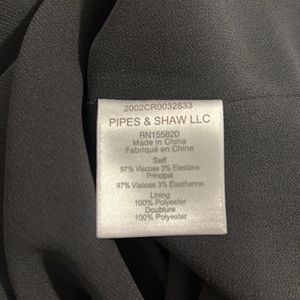 2002CR0032833
PIPES & SHAW LLC
RN155820
Made in China
Fabriqué en China
Self
97% Viscose 3% Elastane
Principal
97% Viscose 3% Elasthanne
Lining
100% Polyester
Doublure
100% Polyester